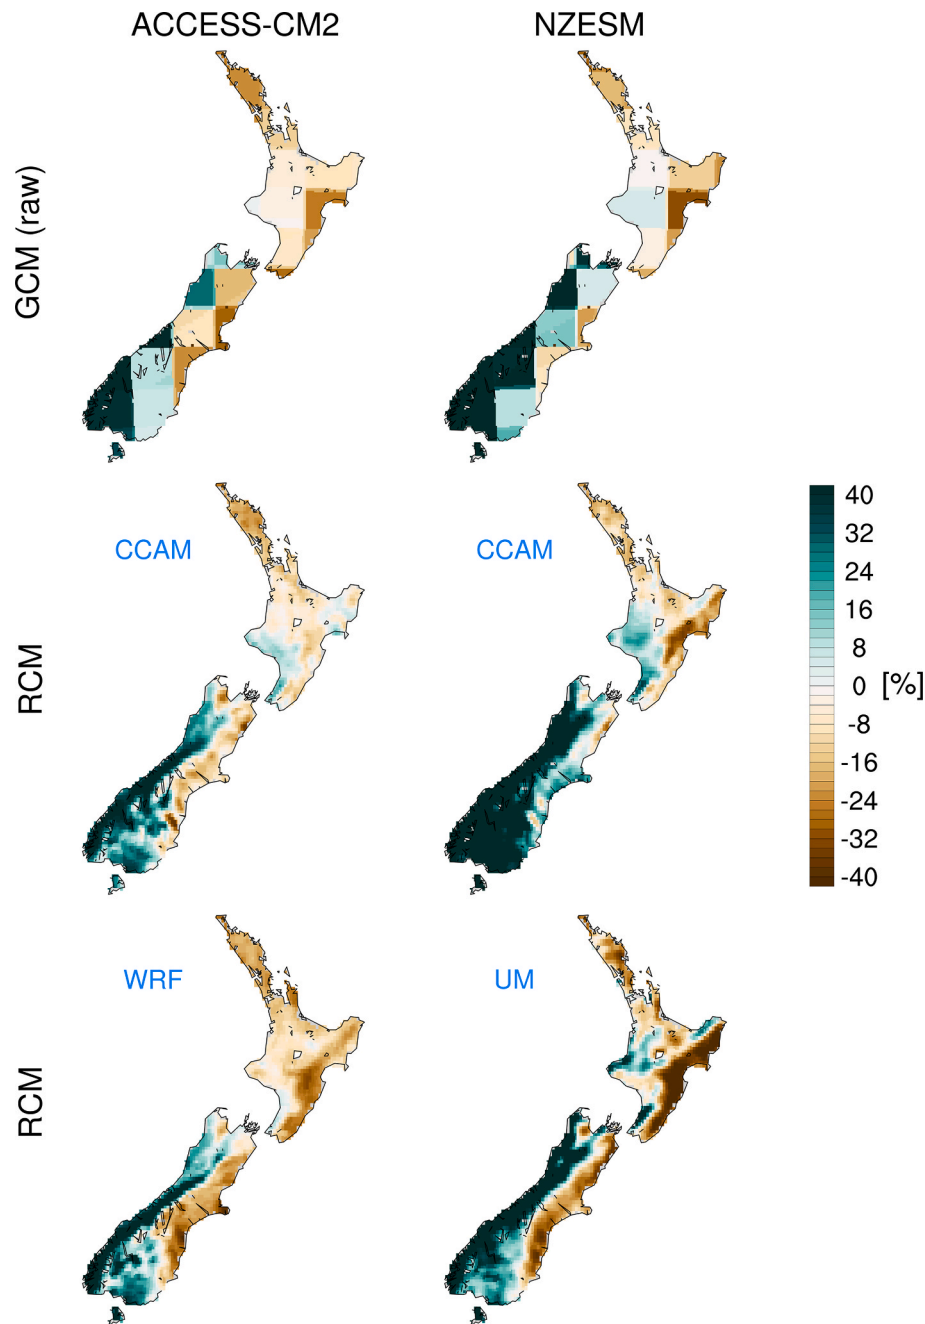 ACCESS-CM2
NZESM
GCM (raw)
RCM
CCAM
CCAM
40
32
24
16
8
0
-8
-16
-24
-32
-40
[%]
RCM
WRF
UM